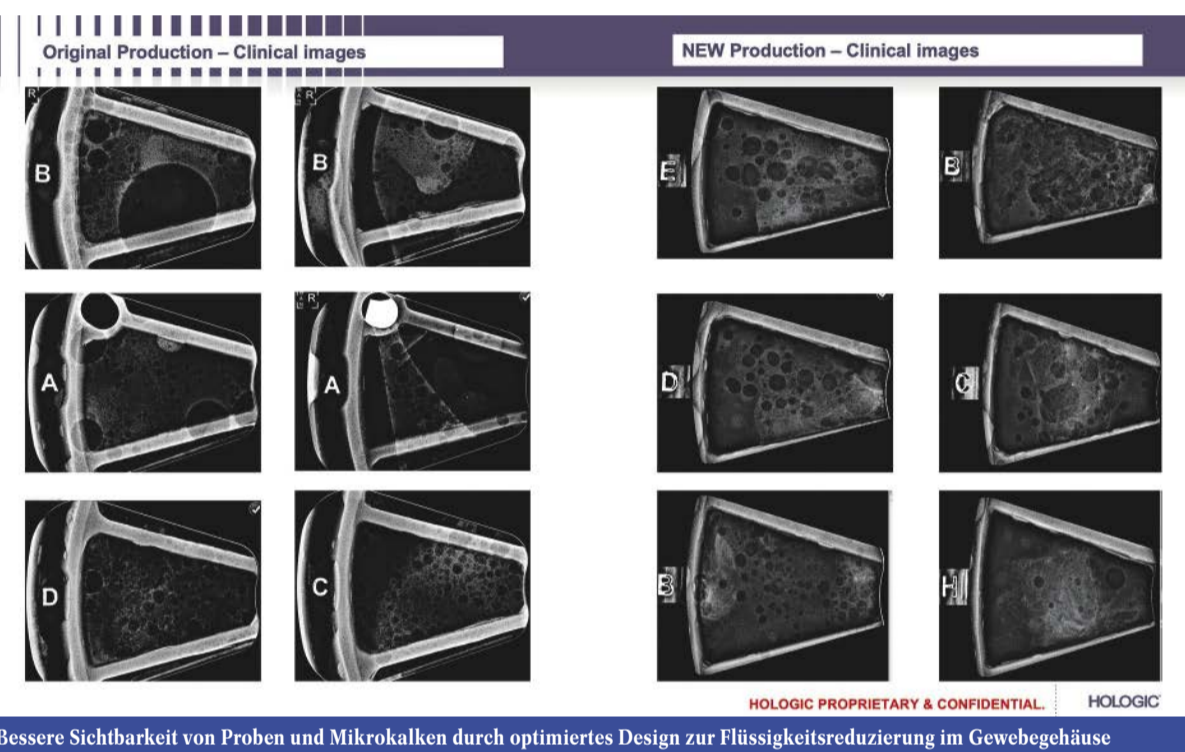 Original Production – Clinical images
NEW Production – Clinical images
R
B
R
B
E
B
A
R
A
D
C
D
C
B
H
HOLOGIC PROPRIETARY & CONFIDENTIAL.
HOLOGIC
Bessere Sichtbarkeit von Proben und Mikrokalken durch optimiertes Design zur Flüssigkeitsreduzierung im Gewebegehäuse